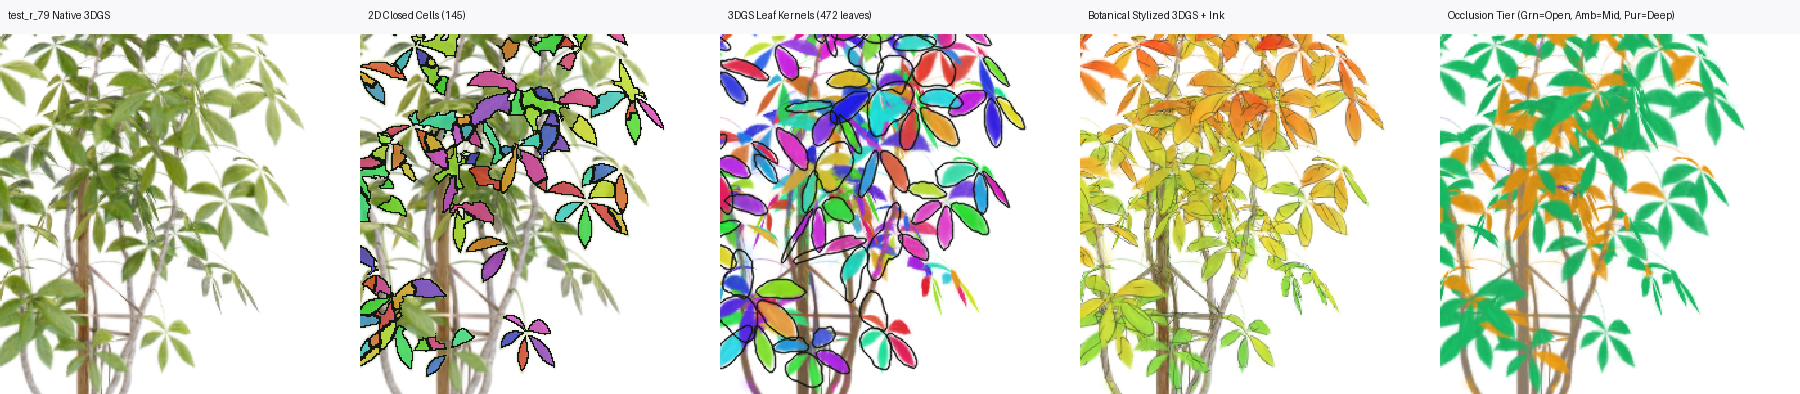 test_r_79 Native 3DGS
2D Closed Cells (145)
3DGS Leaf Kernels (472 leaves)
Botanical Stylized 3DGS + Ink
Occlusion Tier (Grn=Open, Amb=Mid, Pur=Deep)